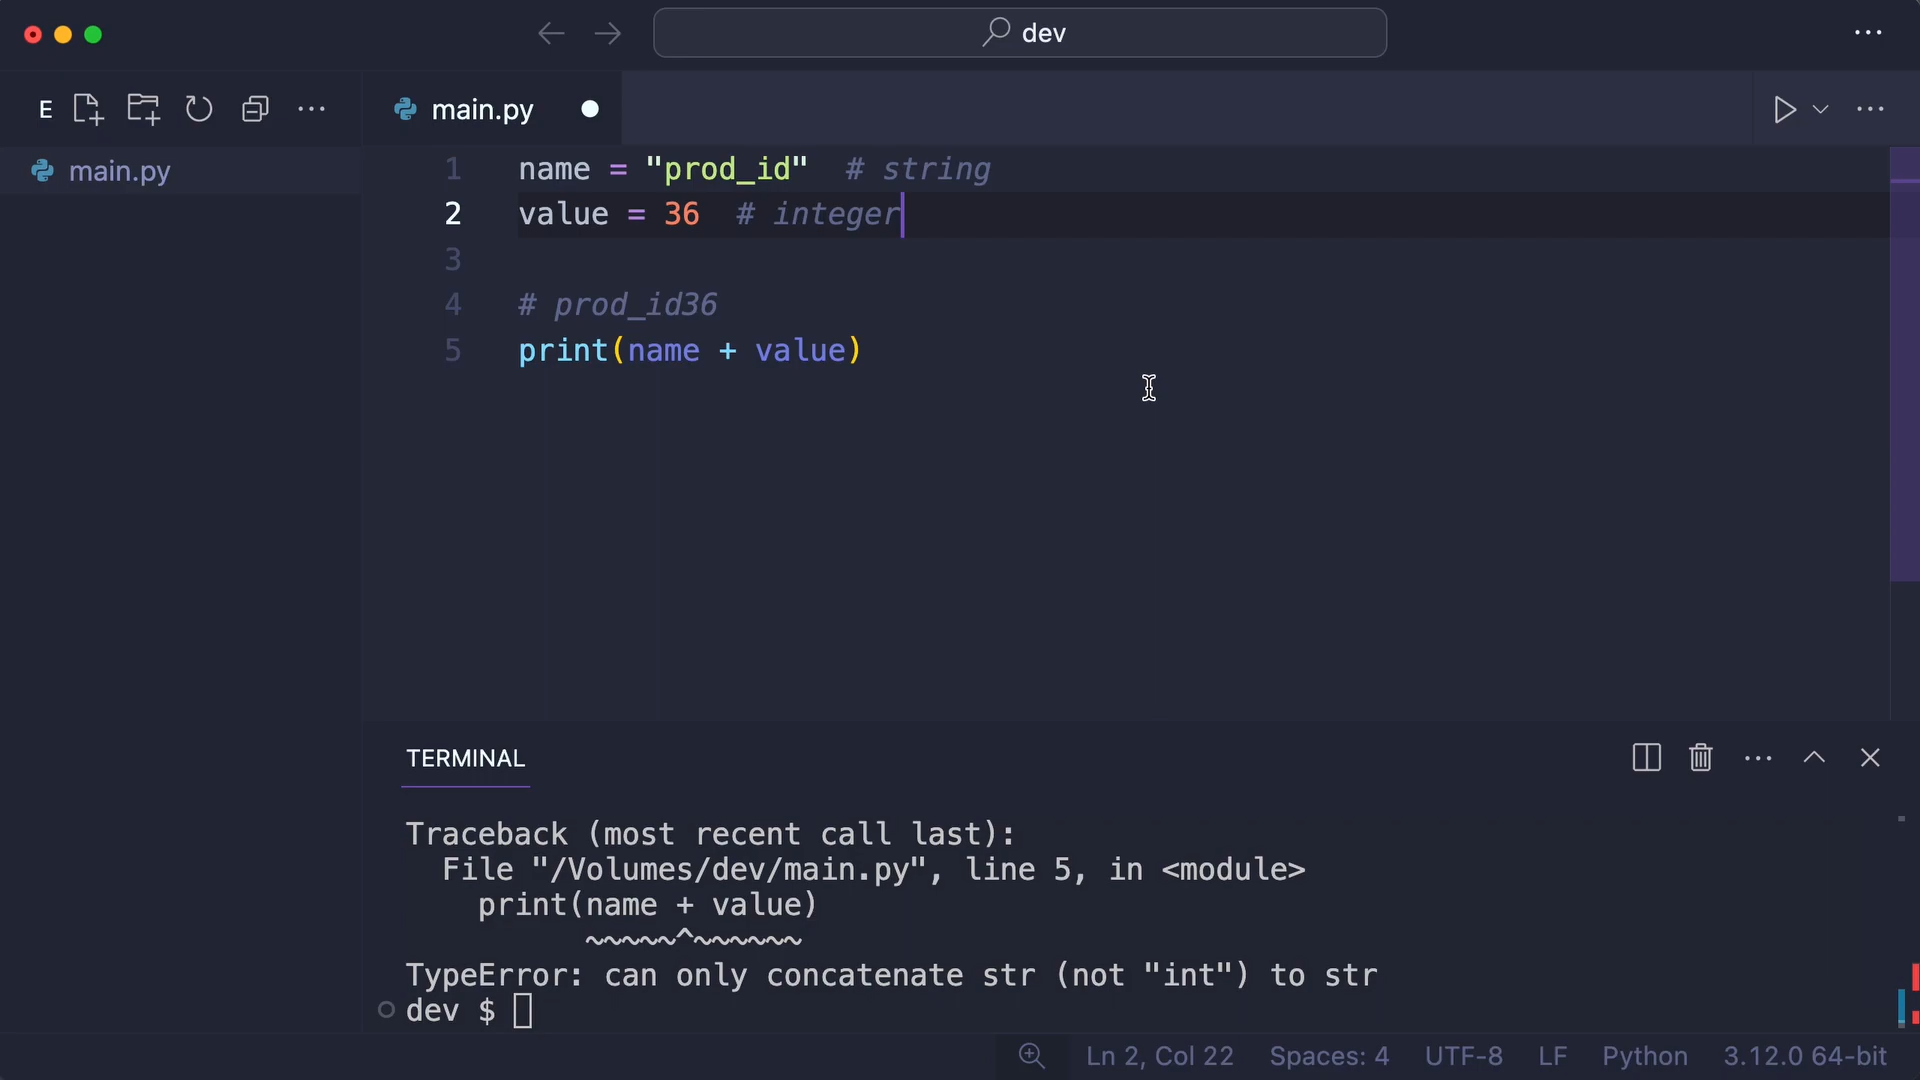 dev
E
main.py
main.py
1 name = "prod_id"  # string
2 value = 36  # integer
3
4 # prod_id36
5 print(name + value)
TERMINAL
Traceback (most recent call last):
  File "/Volumes/dev/main.py", line 5, in <module>
    print(name + value)
          ~~~~~^~~~~~~
TypeError: can only concatenate str (not "int") to str
dev $
Ln 2, Col 22 Spaces: 4 UTF-8 LF Python 3.12.0 64-bit